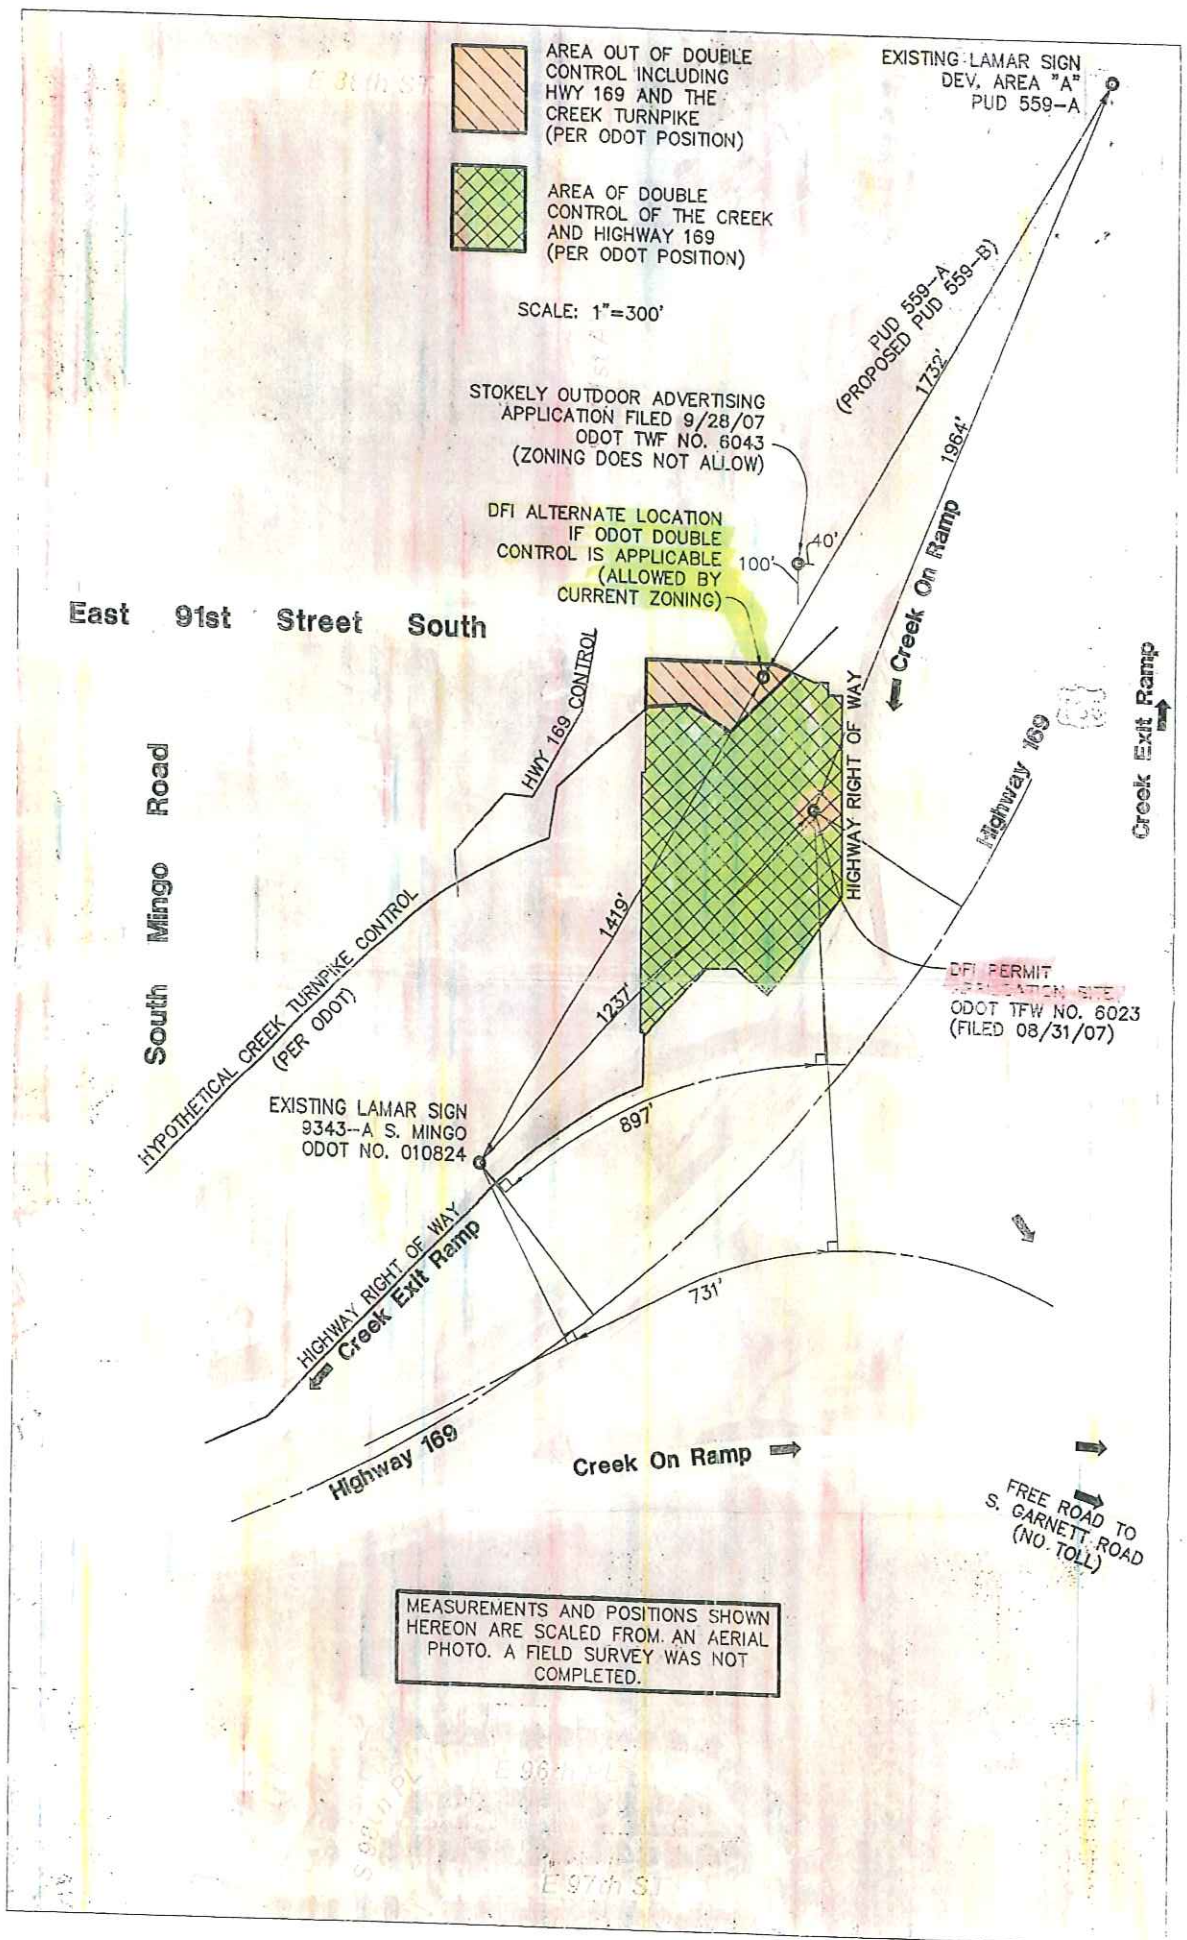 AREA OUT OF DOUBLE
CONTROL INCLUDING
HWY 169 AND THE
CREEK TURNPIKE
(PER ODOT POSITION)
EXISTING LAMAR SIGN
DEV. AREA "A"
PUD 559-A
E 88th ST
AREA OF DOUBLE
CONTROL OF THE CREEK
AND HIGHWAY 169
(PER ODOT POSITION)
SCALE: 1"=300'
PUD 559-A
(PROPOSED PUD 559-B)
1732'
1964'
STOKELY OUTDOOR ADVERTISING
APPLICATION FILED 9/28/07
ODOT TWF NO. 6043
(ZONING DOES NOT ALLOW)
DFI ALTERNATE LOCATION
IF ODOT DOUBLE
CONTROL IS APPLICABLE
(ALLOWED BY
CURRENT ZONING)
40'
100'
East 91st Street South
Creek On Ramp
HWY 169 CONTROL
HIGHWAY RIGHT OF WAY
Highway 169
Creek Exit Ramp
South Mingo Road
HYPOTHETICAL CREEK TURNPIKE CONTROL
(PER ODOT)
1419'
1237'
DFI PERMIT
APPLICATION SITE
ODOT TFW NO. 6023
(FILED 08/31/07)
EXISTING LAMAR SIGN
9343-A S. MINGO
ODOT NO. 010824
897'
HIGHWAY RIGHT OF WAY
Creek Exit Ramp
731'
Highway 169
Creek On Ramp
FREE ROAD TO
S. GARNETT ROAD
(NO TOLL)
MEASUREMENTS AND POSITIONS SHOWN
HEREON ARE SCALED FROM AN AERIAL
PHOTO. A FIELD SURVEY WAS NOT
COMPLETED.
E 96th PL
E 97th ST